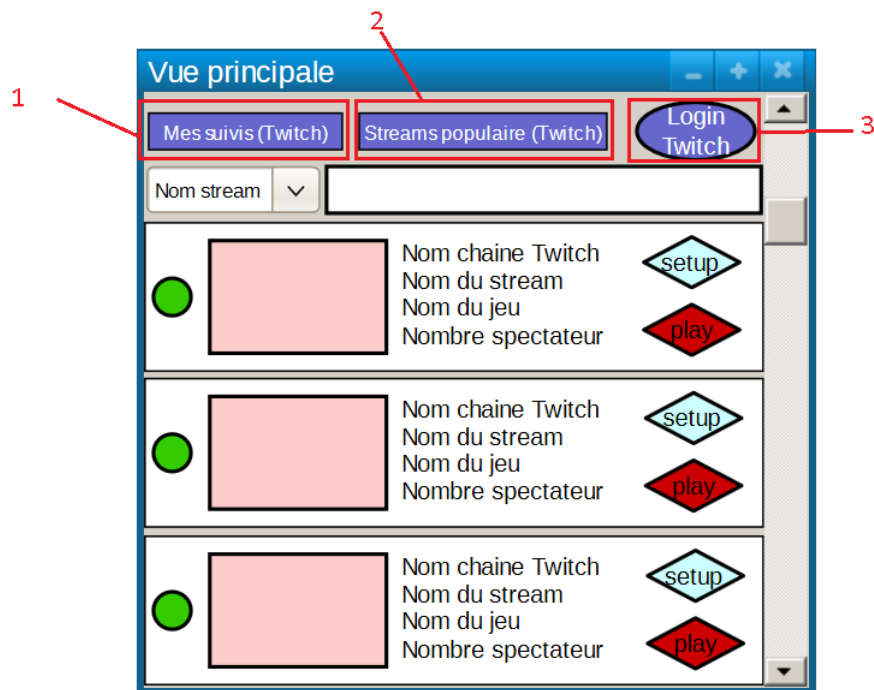 2
Vue principale
1
Mes suivis (Twitch)
Streams populaire (Twitch)
Login
Twitch
3
Nom stream
Nom chaine Twitch
Nom du stream
Nom du jeu
Nombre spectateur
setup
play
Nom chaine Twitch
Nom du stream
Nom du jeu
Nombre spectateur
setup
play
Nom chaine Twitch
Nom du stream
Nom du jeu
Nombre spectateur
setup
play